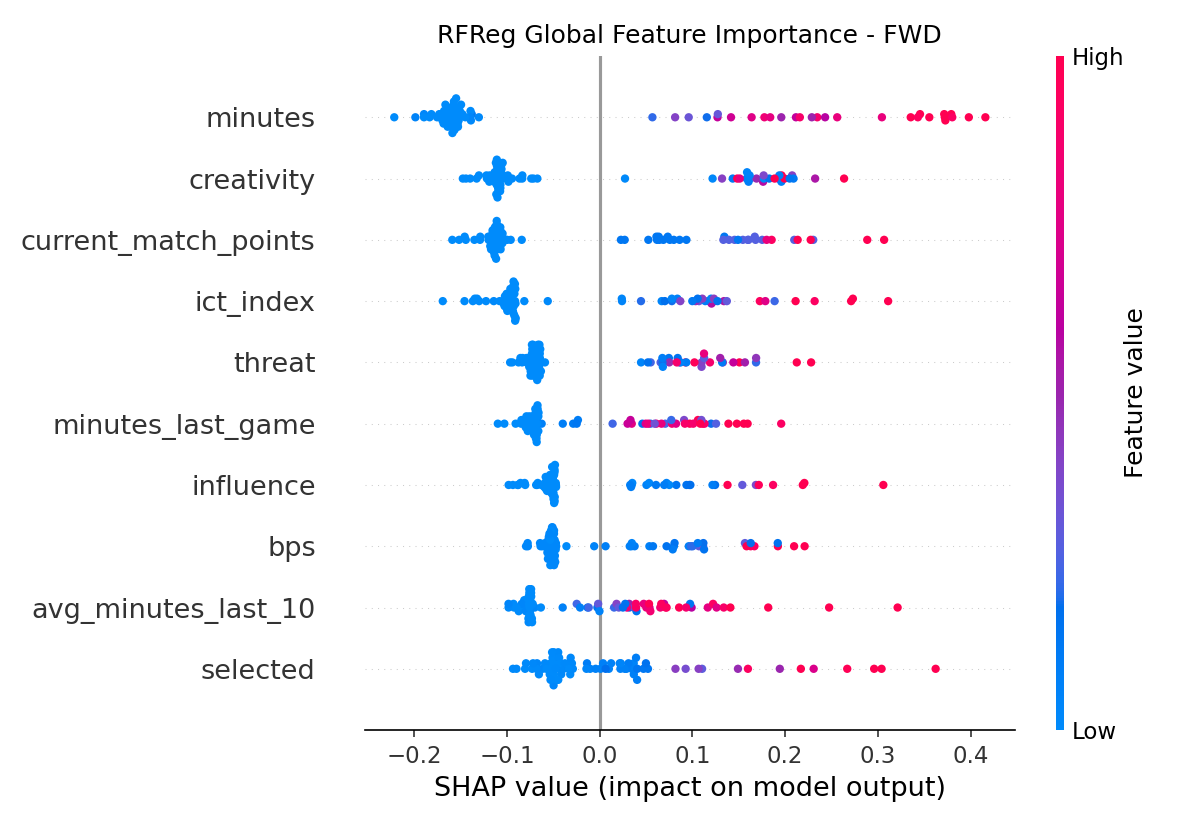 RFReg Global Feature Importance - FWD
High
minutes
creativity
current_match_points
ict_index
threat
minutes_last_game
influence
bps
avg_minutes_last_10
selected
Feature value
Low
−0.2 −0.1 0.0 0.1 0.2 0.3 0.4
SHAP value (impact on model output)